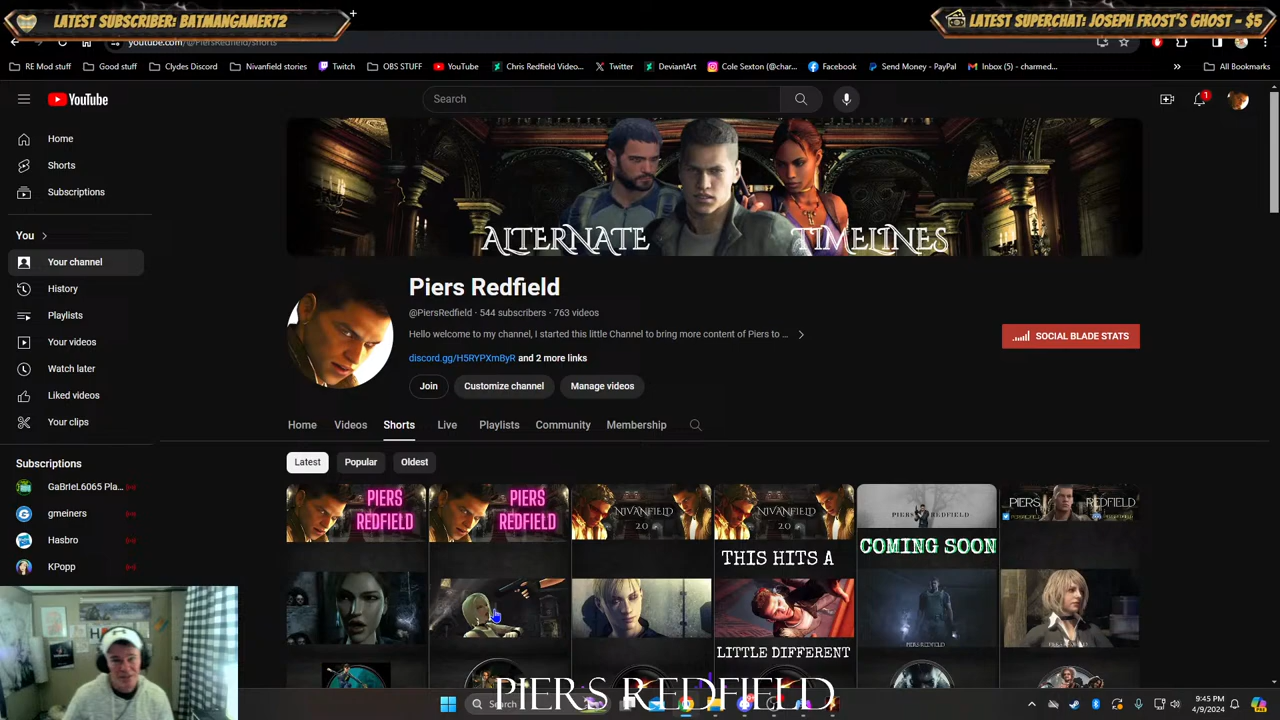 LATEST SUBSCRIBER: BATMANGAMER72
LATEST SUPERCHAT: JOSEPH FROST'S GHOST - $5
youtube.com/@PiersRedfield/shorts
RE Mod stuff
Good stuff
Clydes Discord
Nivanfield stories
Twitch
OBS STUFF
YouTube
Chris Redfield Video...
Twitter
DeviantArt
Cole Sexton (@char...
Facebook
Send Money - PayPal
Inbox (5) - charmed...
»
All Bookmarks
YouTube
Search
1
Home
Shorts
Subscriptions
You
Your channel
History
Playlists
Your videos
Watch later
Liked videos
Your clips
Subscriptions
GaBrIeL6065 Pla...
gmeiners
Hasbro
KPopp
ALTERNATE TIMELINES
Piers Redfield
@PiersRedfield · 544 subscribers · 763 videos
Hello welcome to my channel, I started this little Channel to bring more content of Piers to ...
discord.gg/H5RYPXmByR and 2 more links
SOCIAL BLADE STATS
Join
Customize channel
Manage videos
Home
Videos
Shorts
Live
Playlists
Community
Membership
Latest
Popular
Oldest
PIERS
REDFIELD
PIERS
REDFIELD
NIVANFIELD
2.0
NIVANFIELD
2.0
THIS HITS A
LITTLE DIFFERENT
PIERS REDFIELD
COMING SOON
PIERS REDFIELD
PIERS REDFIELD
Search
9:45 PM
4/9/2024